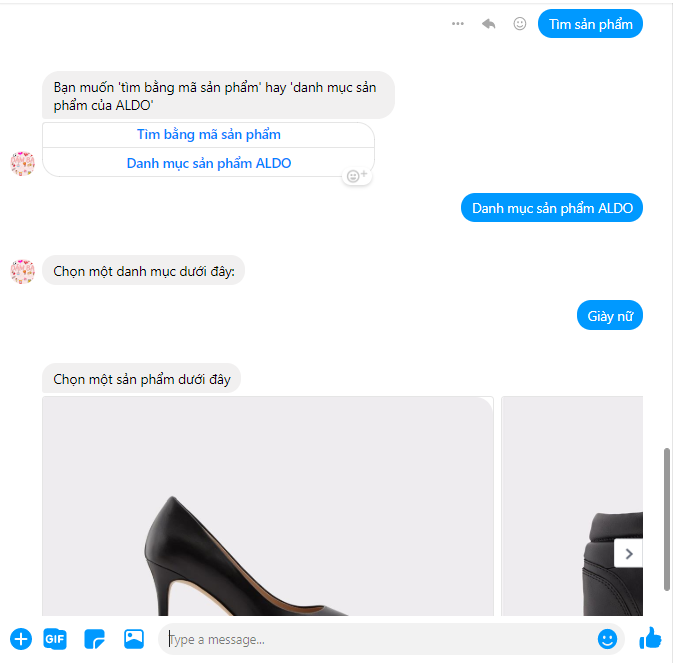 Tìm sản phẩm
Bạn muốn 'tìm bằng mã sản phẩm' hay 'danh mục sản
phẩm của ALDO'
Tìm bằng mã sản phẩm
Danh mục sản phẩm ALDO
Danh mục sản phẩm ALDO
Chọn một danh mục dưới đây:
Giày nữ
Chọn một sản phẩm dưới đây
GIF
Type a message...